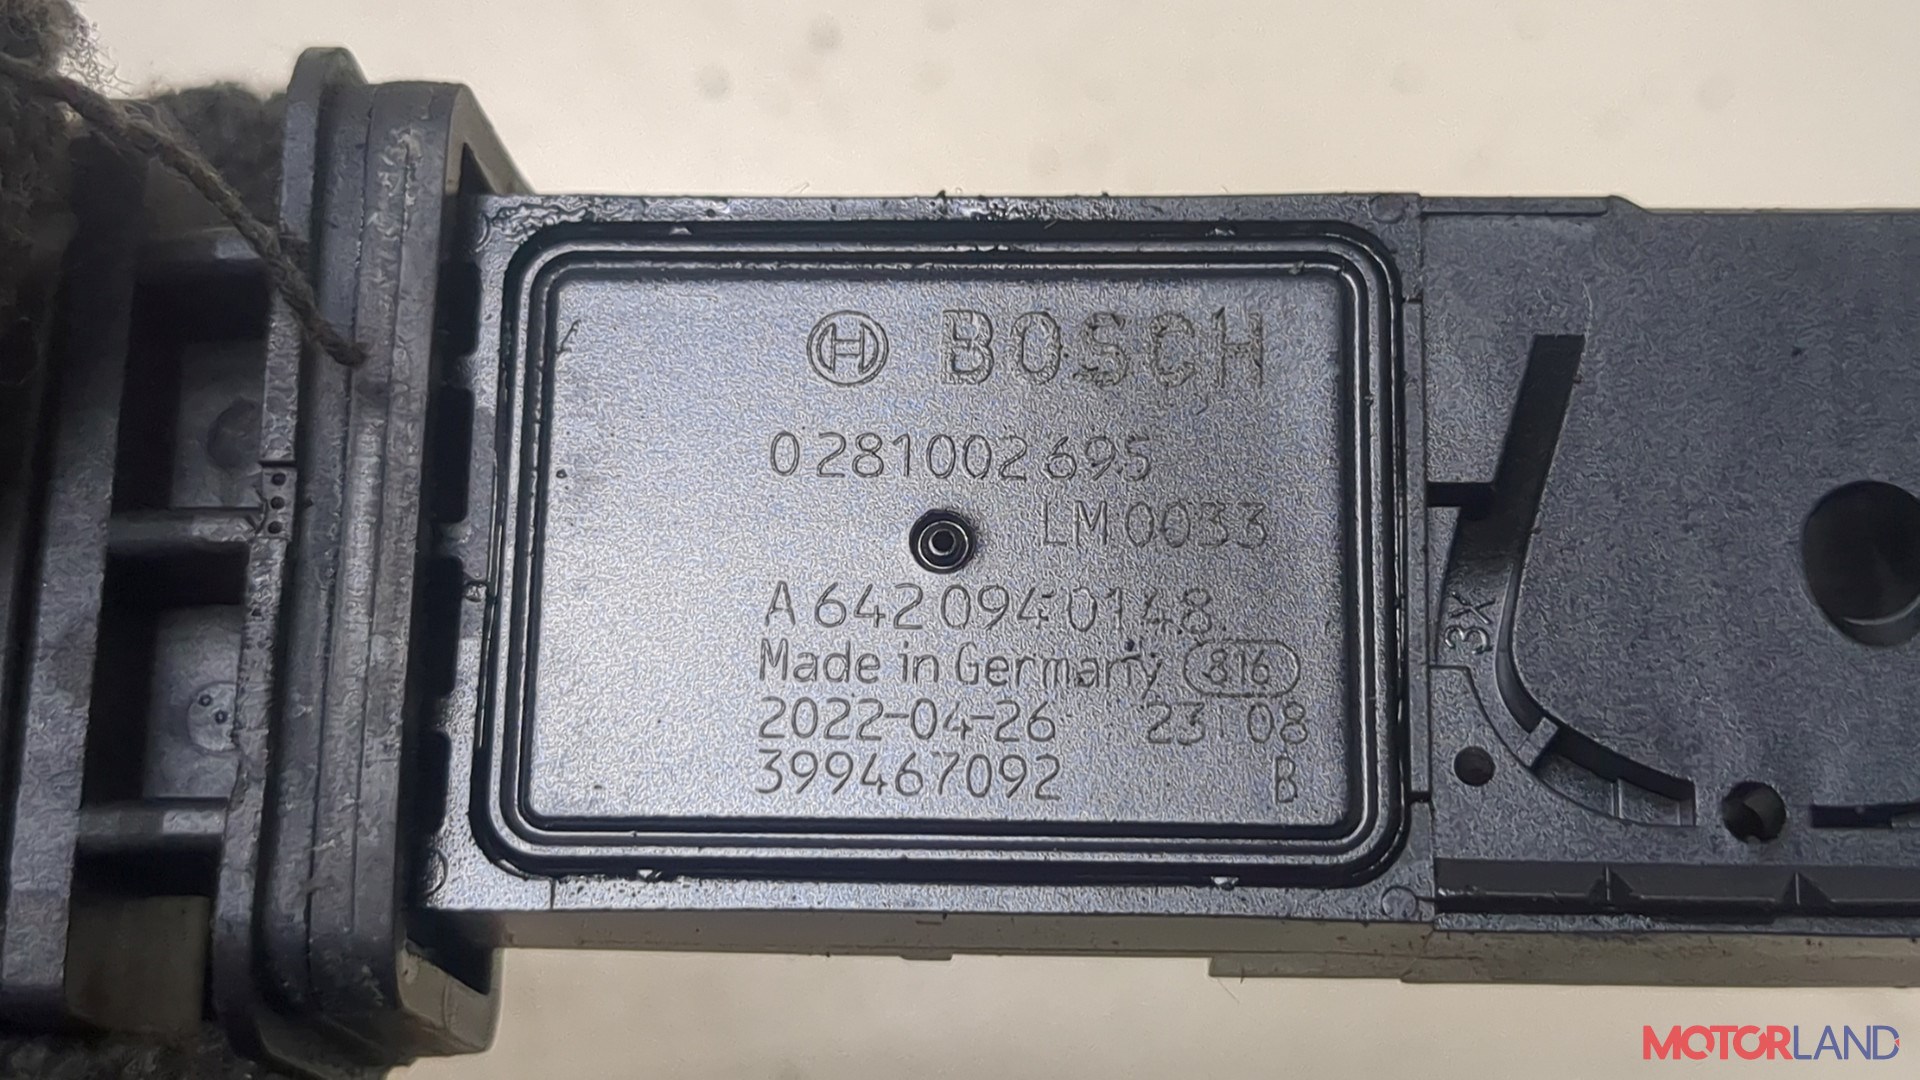 BOSCH
0281002695
LM0033
A6420940148
Made in Germany 816
2022-04-26 23 08
399467092 B
3X
MOTORLAND